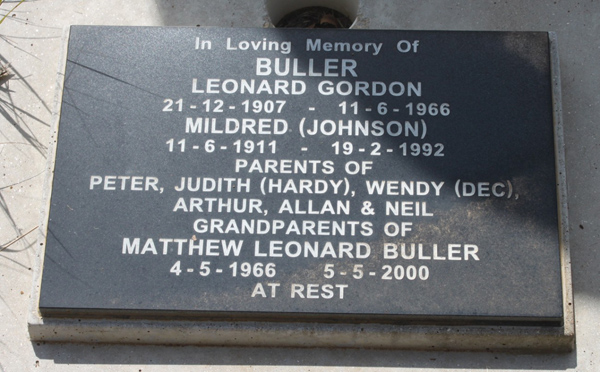 In Loving Memory Of
BULLER
LEONARD GORDON
21-12-1907 - 11-6-1966
MILDRED (JOHNSON)
11-6-1911 - 19-2-1992
PARENTS OF
PETER, JUDITH (HARDY), WENDY (DEC),
ARTHUR, ALLAN & NEIL
GRANDPARENTS OF
MATTHEW LEONARD BULLER
4-5-1966 5-5-2000
AT REST